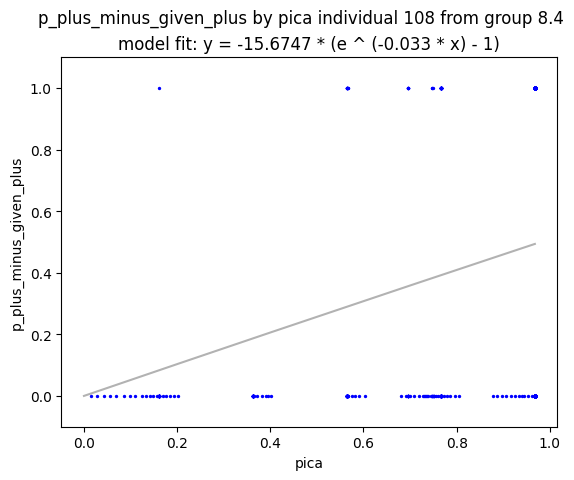 p_plus_minus_given_plus by pica individual 108 from group 8.4
model fit: y = -15.6747 * (e ^ (-0.033 * x) - 1)
p_plus_minus_given_plus
1.0
0.8
0.6
0.4
0.2
0.0
0.0 0.2 0.4 0.6 0.8 1.0
pica